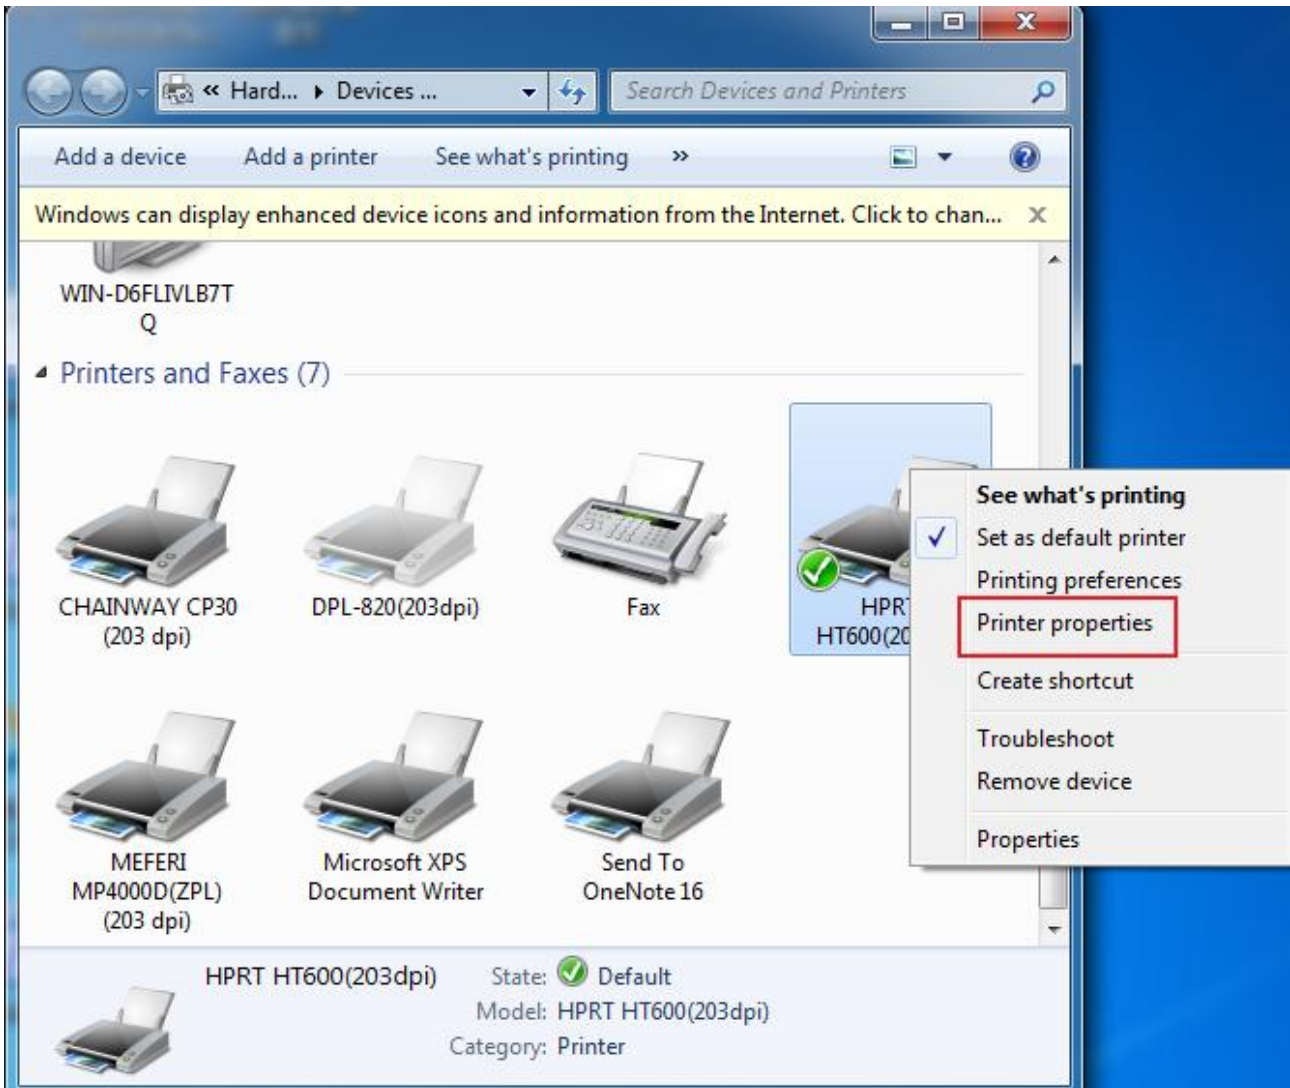 « Hard... ▸ Devices ...
Search Devices and Printers
Add a device Add a printer See what's printing »
Windows can display enhanced device icons and information from the Internet. Click to chan...
WIN-D6FLIVLB7T
Q
Printers and Faxes (7)
CHAINWAY CP30
(203 dpi)
DPL-820(203dpi)
Fax
HPRT
HT600(20
See what's printing
Set as default printer
Printing preferences
Printer properties
Create shortcut
Troubleshoot
Remove device
Properties
MEFERI
MP4000D(ZPL)
(203 dpi)
Microsoft XPS
Document Writer
Send To
OneNote 16
HPRT HT600(203dpi) State: Default
Model: HPRT HT600(203dpi)
Category: Printer